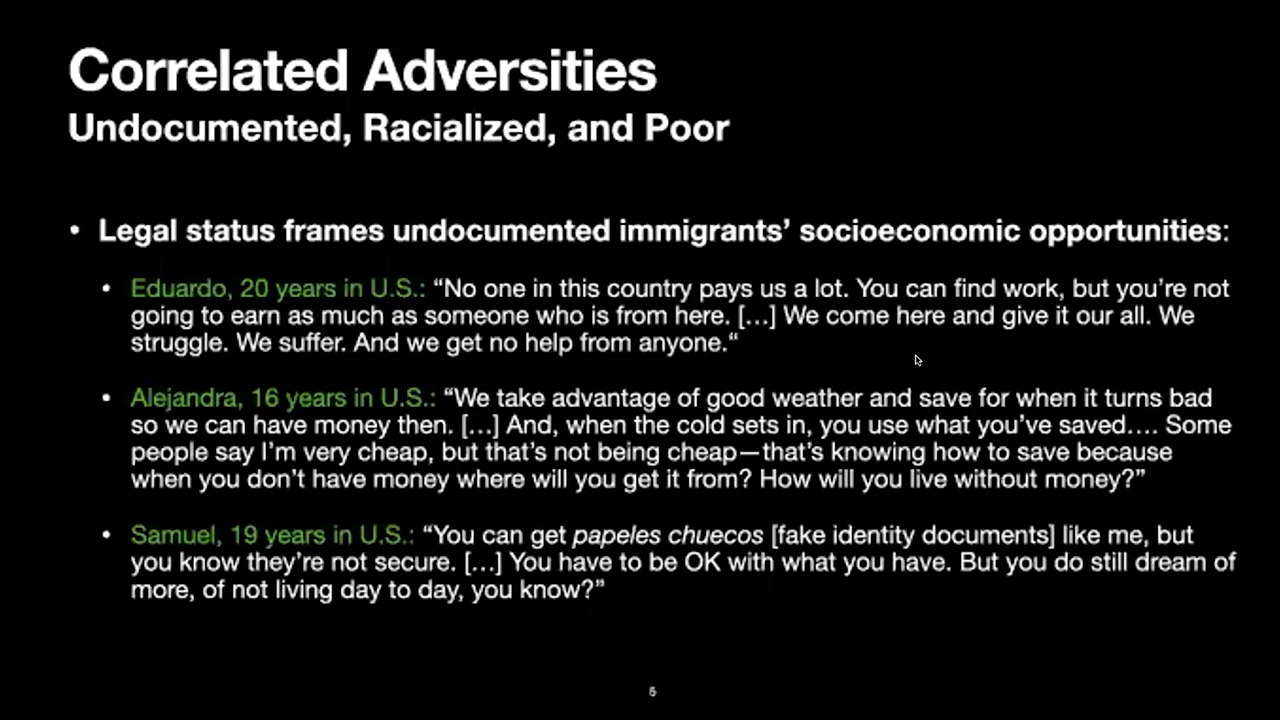 Correlated Adversities
Undocumented, Racialized, and Poor
• Legal status frames undocumented immigrants’ socioeconomic opportunities:
• Eduardo, 20 years in U.S.: “No one in this country pays us a lot. You can find work, but you’re not
going to earn as much as someone who is from here. […] We come here and give it our all. We
struggle. We suffer. And we get no help from anyone.“
• Alejandra, 16 years in U.S.: “We take advantage of good weather and save for when it turns bad
so we can have money then. […] And, when the cold sets in, you use what you’ve saved…. Some
people say I’m very cheap, but that’s not being cheap—that’s knowing how to save because
when you don’t have money where will you get it from? How will you live without money?”
• Samuel, 19 years in U.S.: “You can get papeles chuecos [fake identity documents] like me, but
you know they’re not secure. […] You have to be OK with what you have. But you do still dream of
more, of not living day to day, you know?”